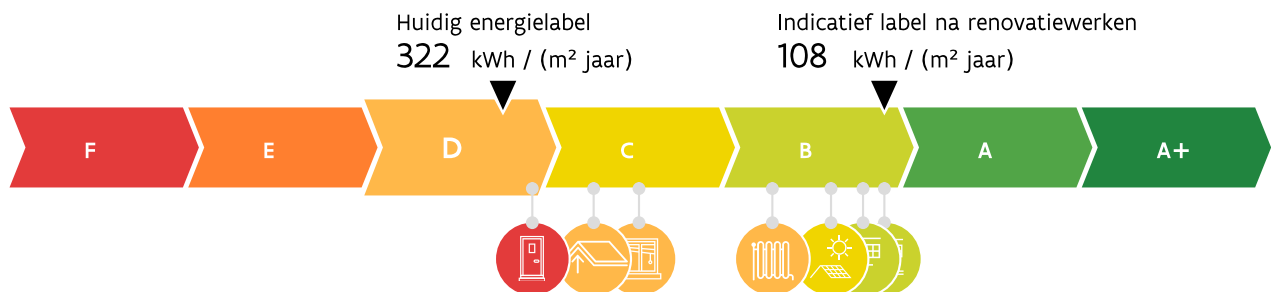 Huidig energielabel
322 kWh / (m² jaar)
Indicatief label na renovatiewerken
108 kWh / (m² jaar)
F E D C B A A+